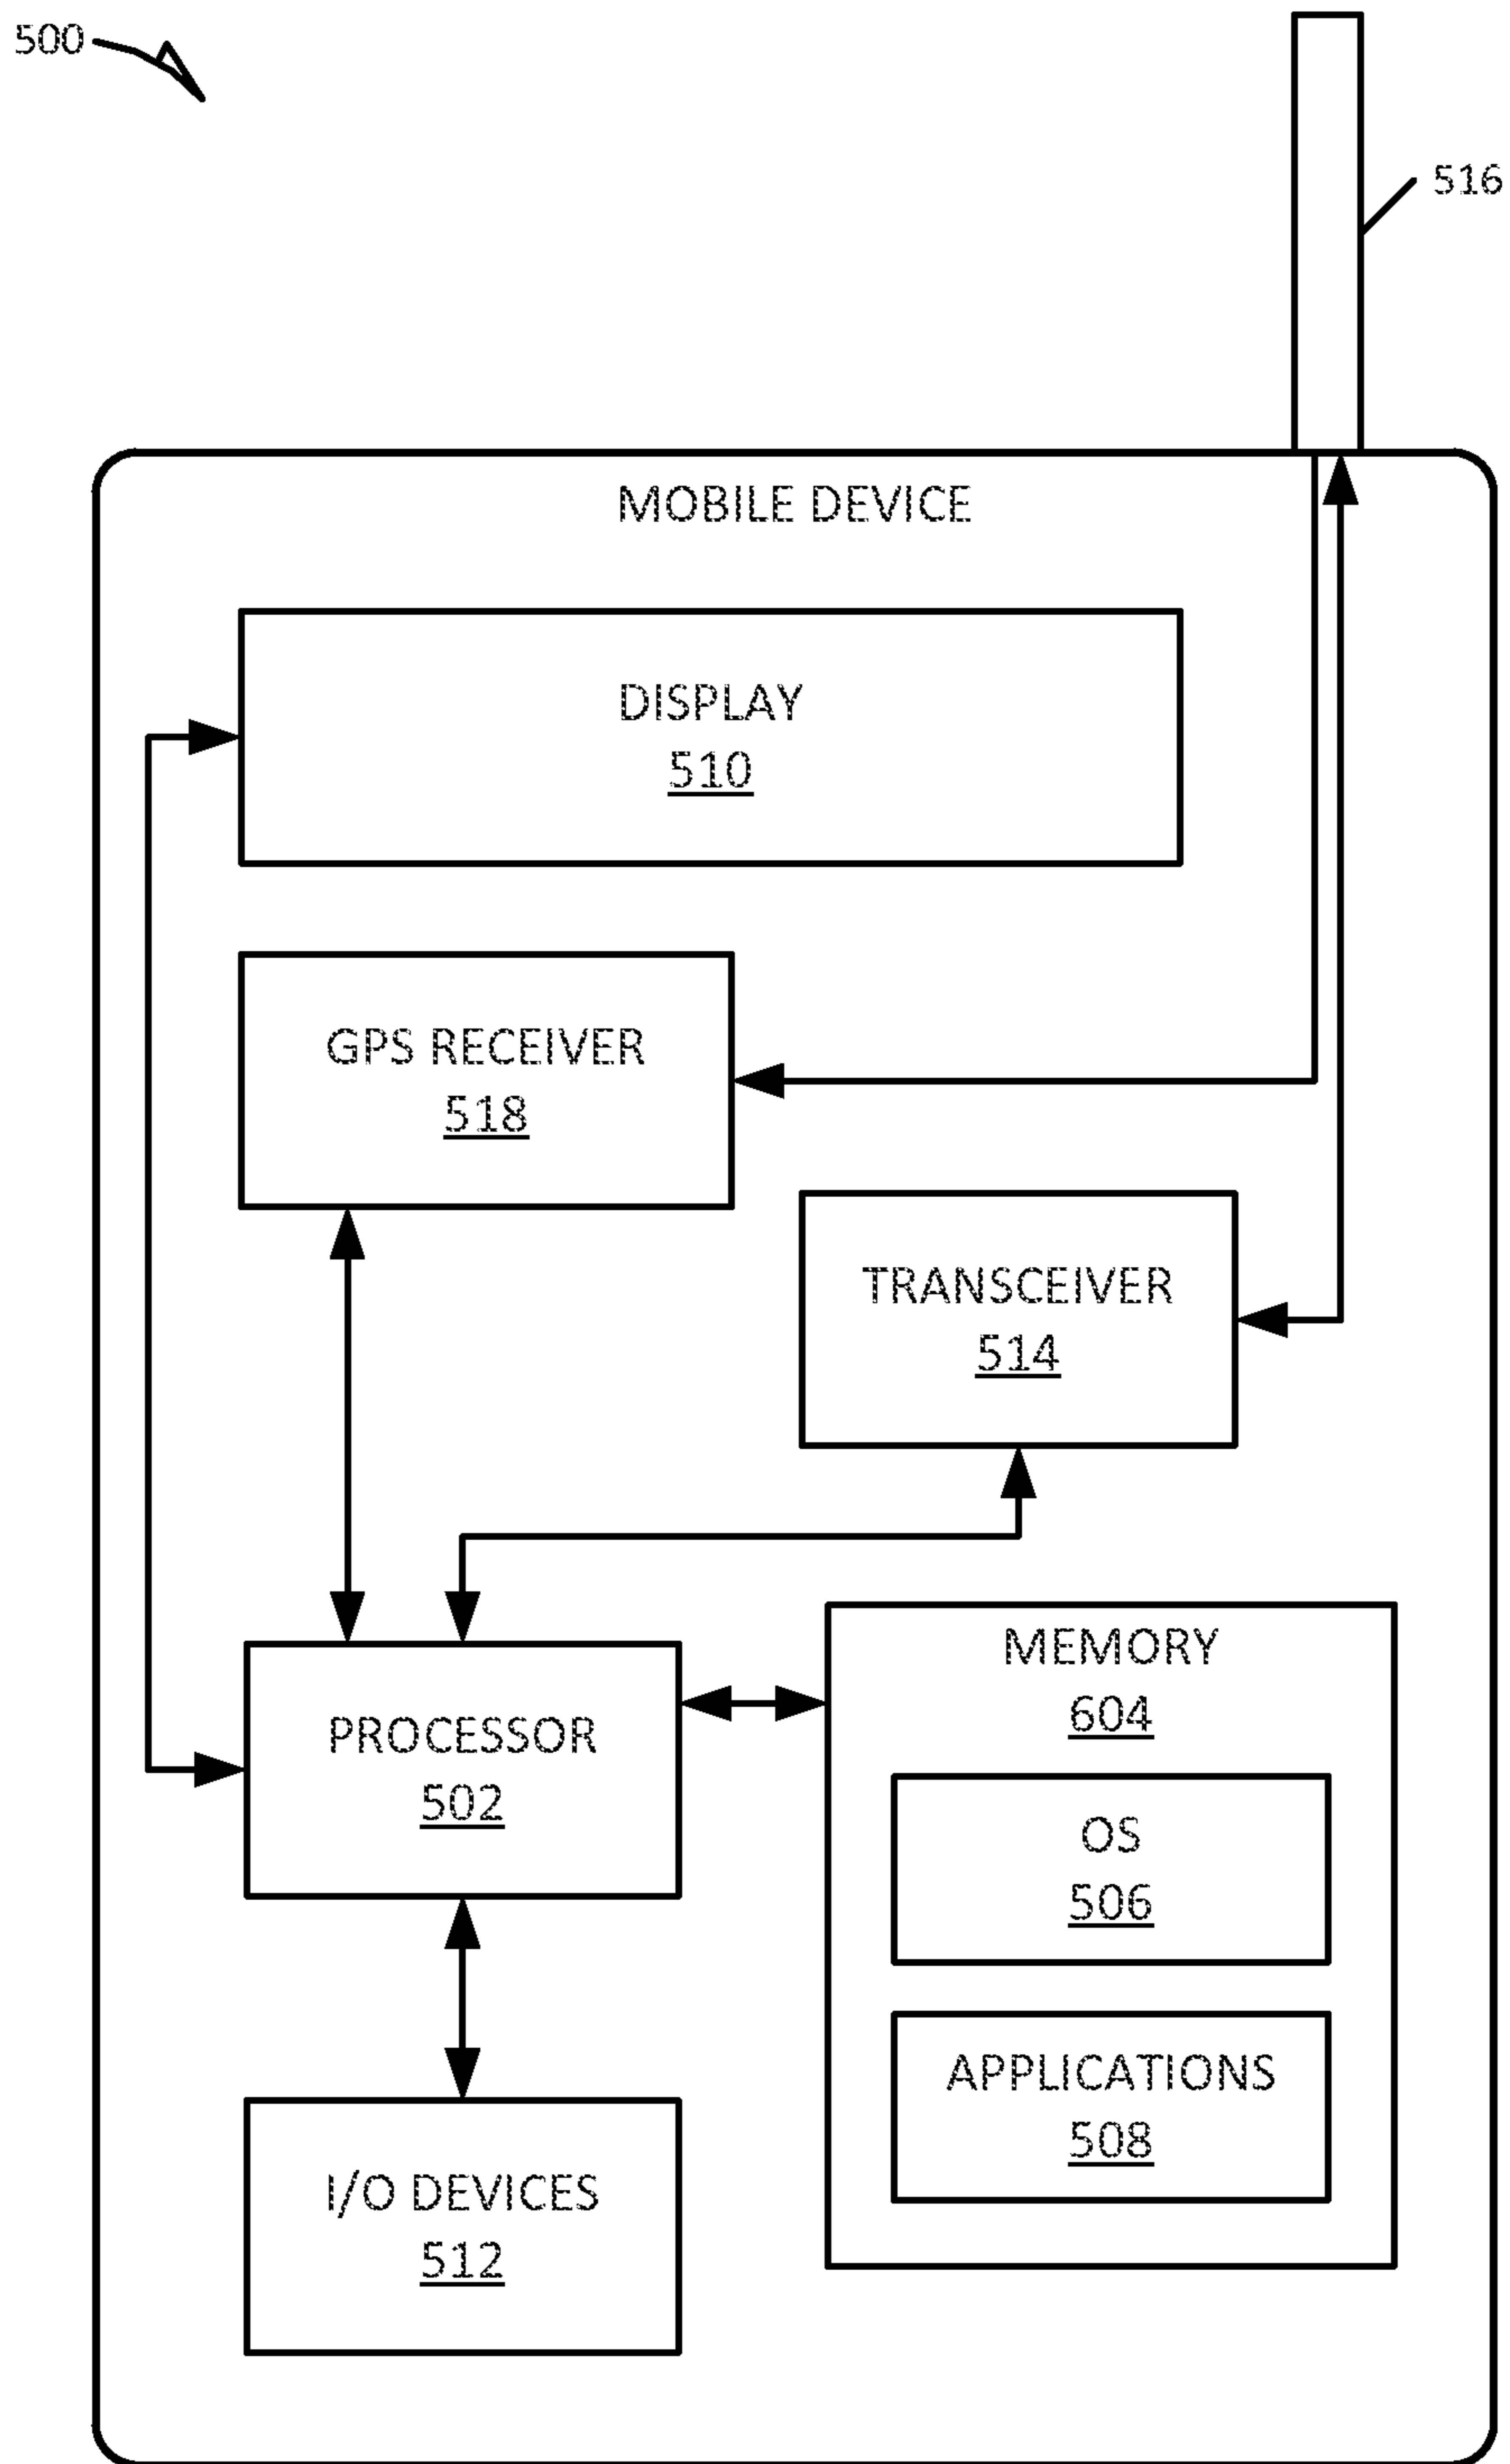 500
516
MOBILE DEVICE
DISPLAY
510
GPS RECEIVER
518
TRANSCEIVER
514
PROCESSOR
502
MEMORY
604
OS
506
APPLICATIONS
508
I/O DEVICES
512